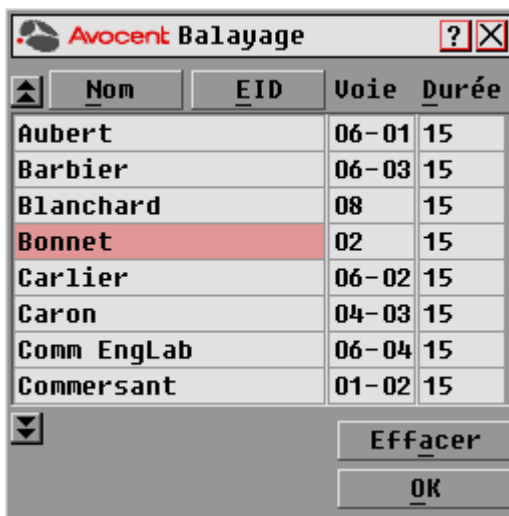 Avocent Balayage ? X
Nom EID Voie Durée
Aubert 06-01 15
Barbier 06-03 15
Blanchard 08 15
Bonnet 02 15
Carlier 06-02 15
Caron 04-03 15
Comm EngLab 06-04 15
Commersant 01-02 15
Effacer
OK